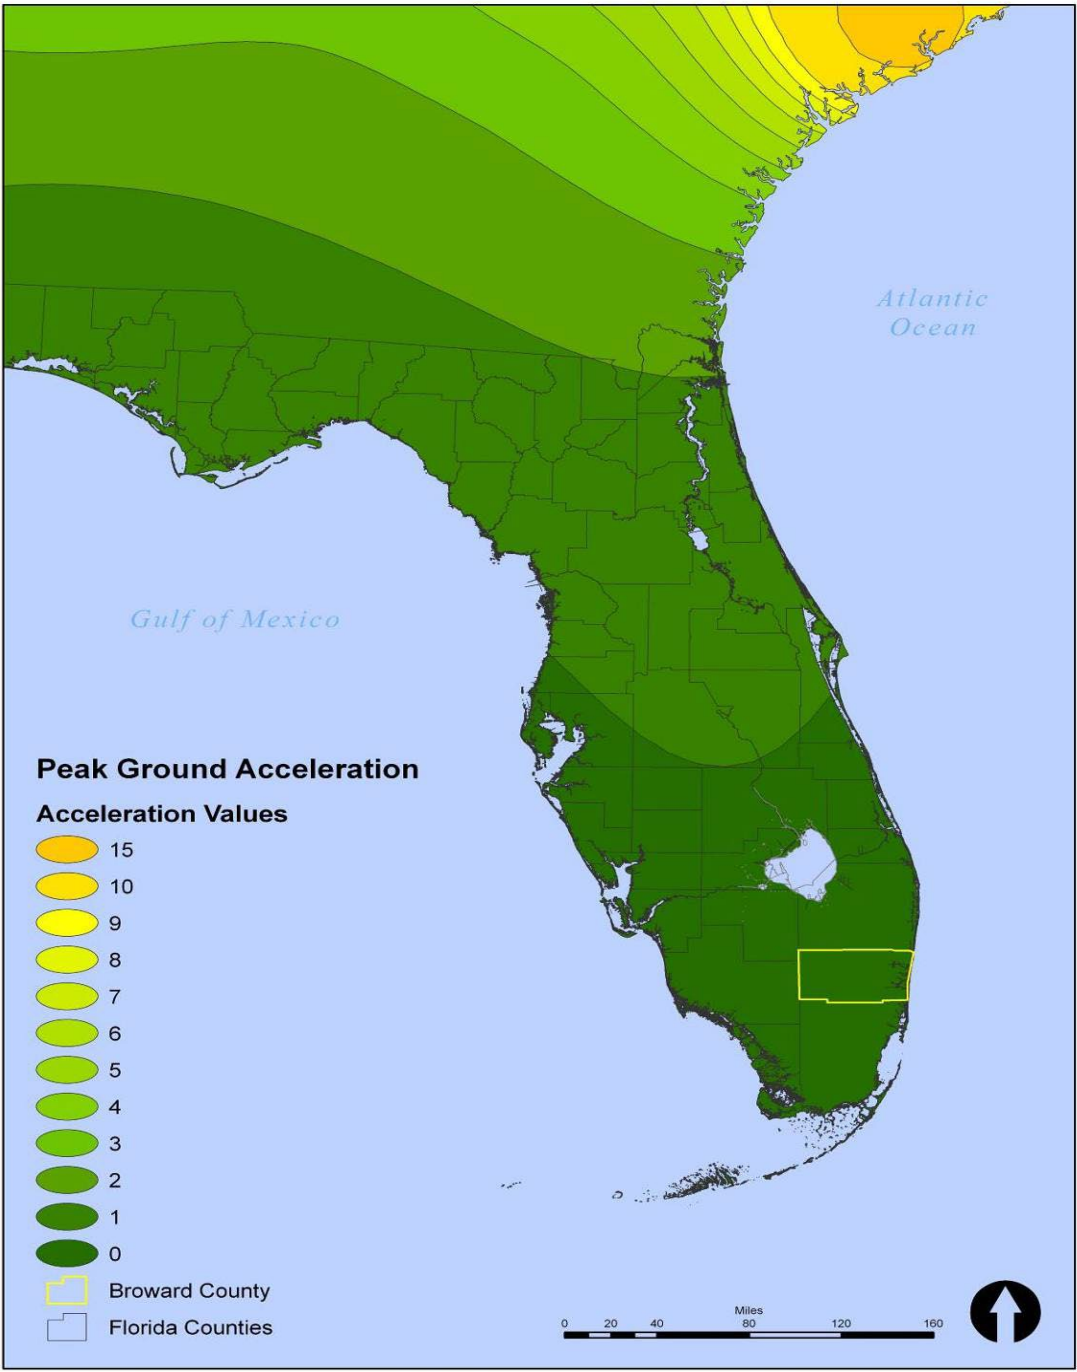 Atlantic
Ocean
Gulf of Mexico
Peak Ground Acceleration
Acceleration Values
15
10
9
8
7
6
5
4
3
2
1
0
Broward County
Florida Counties
Miles
0 20 40 80 120 160